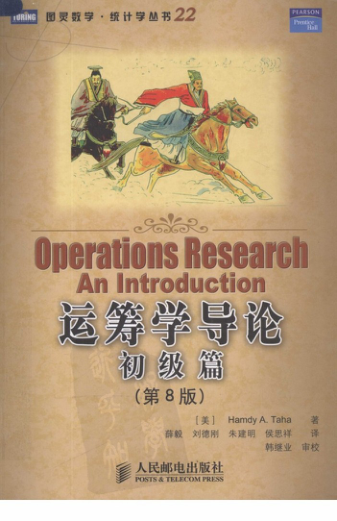 TURING
图灵数学·统计学丛书22
PEARSON
Prentice
Hall
Operations Research
An Introduction
运筹学导论
初级篇
(第8版)
[美] Hamdy A. Taha 著
薛毅 刘德刚 朱建明 侯思祥 译
韩继业 审校
人民邮电出版社
POSTS & TELECOM PRESS